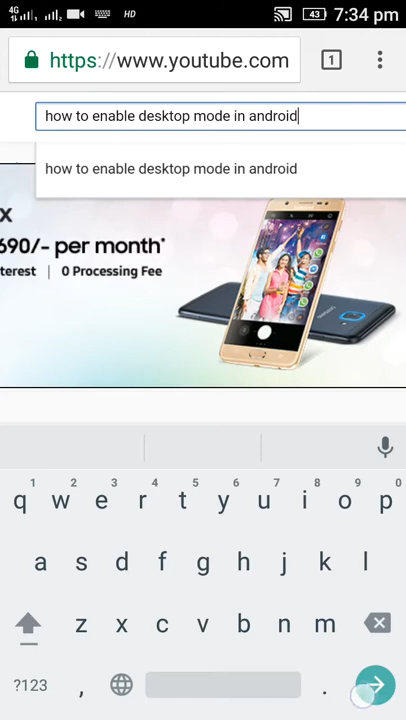 4G HD 43 7:34 pm
https://www.youtube.com 1
how to enable desktop mode in android
how to enable desktop mode in android
x
690/- per month*
terest | 0 Processing Fee
1 2 3 4 5 6 7 8 9 0
q w e r t y u i o p
a s d f g h j k l
z x c v b n m
?123 , .